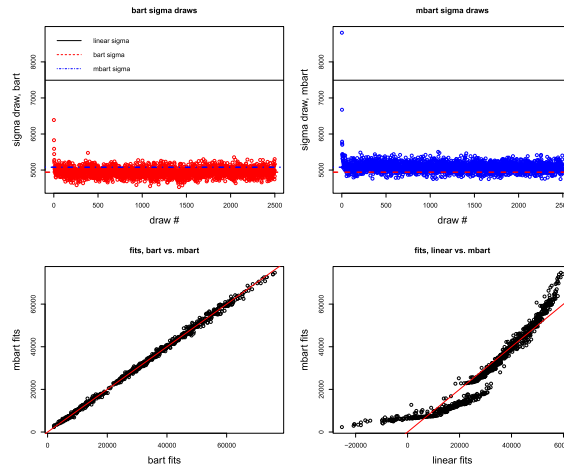 bart sigma draws
sigma draw, bart
8000
7000
6000
5000
linear sigma
bart sigma
mbart sigma
0 500 1000 1500 2000 2500
draw #
mbart sigma draws
sigma draw, mbart
8000
7000
6000
5000
0 500 1000 1500 2000 2500
draw #
fits, bart vs. mbart
mbart fits
60000
40000
20000
0
0 20000 40000 60000
bart fits
fits, linear vs. mbart
mbart fits
60000
40000
20000
0
−20000 0 20000 40000
linear fits